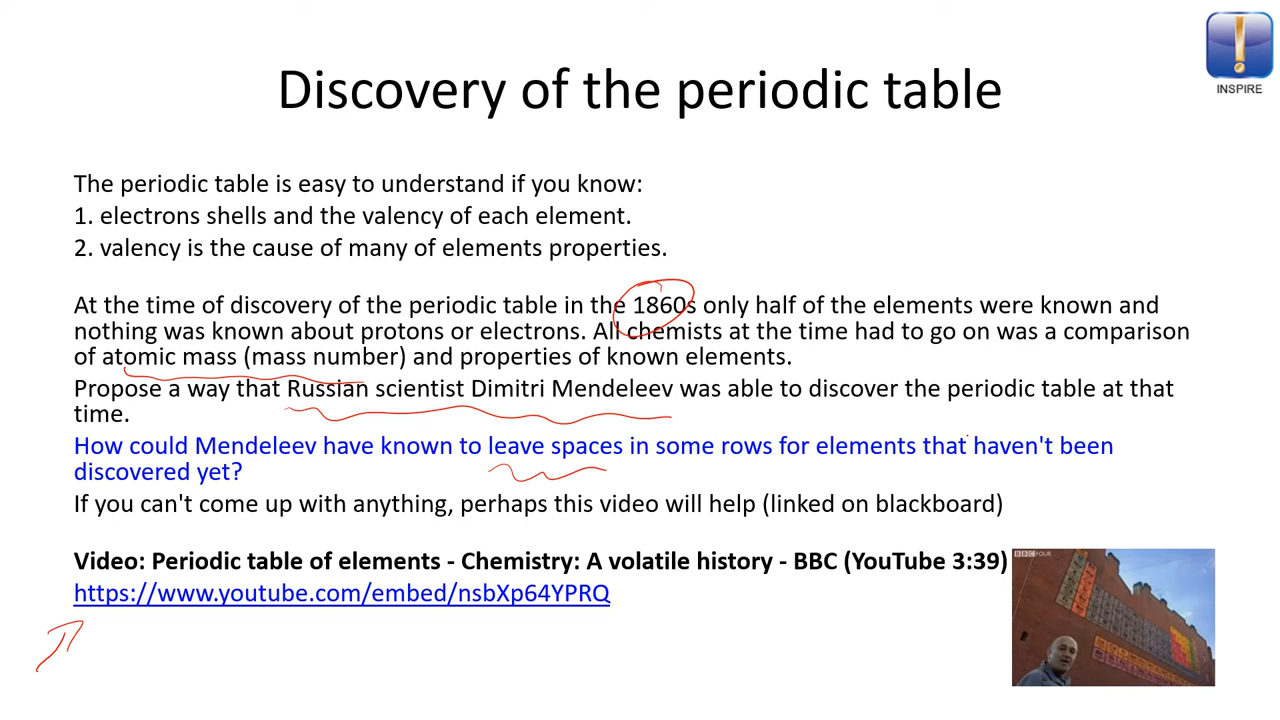 INSPIRE
Discovery of the periodic table
The periodic table is easy to understand if you know:
1. electrons shells and the valency of each element.
2. valency is the cause of many of elements properties.
At the time of discovery of the periodic table in the 1860s only half of the elements were known and
nothing was known about protons or electrons. All chemists at the time had to go on was a comparison
of atomic mass (mass number) and properties of known elements.
Propose a way that Russian scientist Dimitri Mendeleev was able to discover the periodic table at that
time.
How could Mendeleev have known to leave spaces in some rows for elements that haven't been
discovered yet?
If you can't come up with anything, perhaps this video will help (linked on blackboard)
Video: Periodic table of elements - Chemistry: A volatile history - BBC (YouTube 3:39)
https://www.youtube.com/embed/nsbXp64YPRQ
BBC FOUR